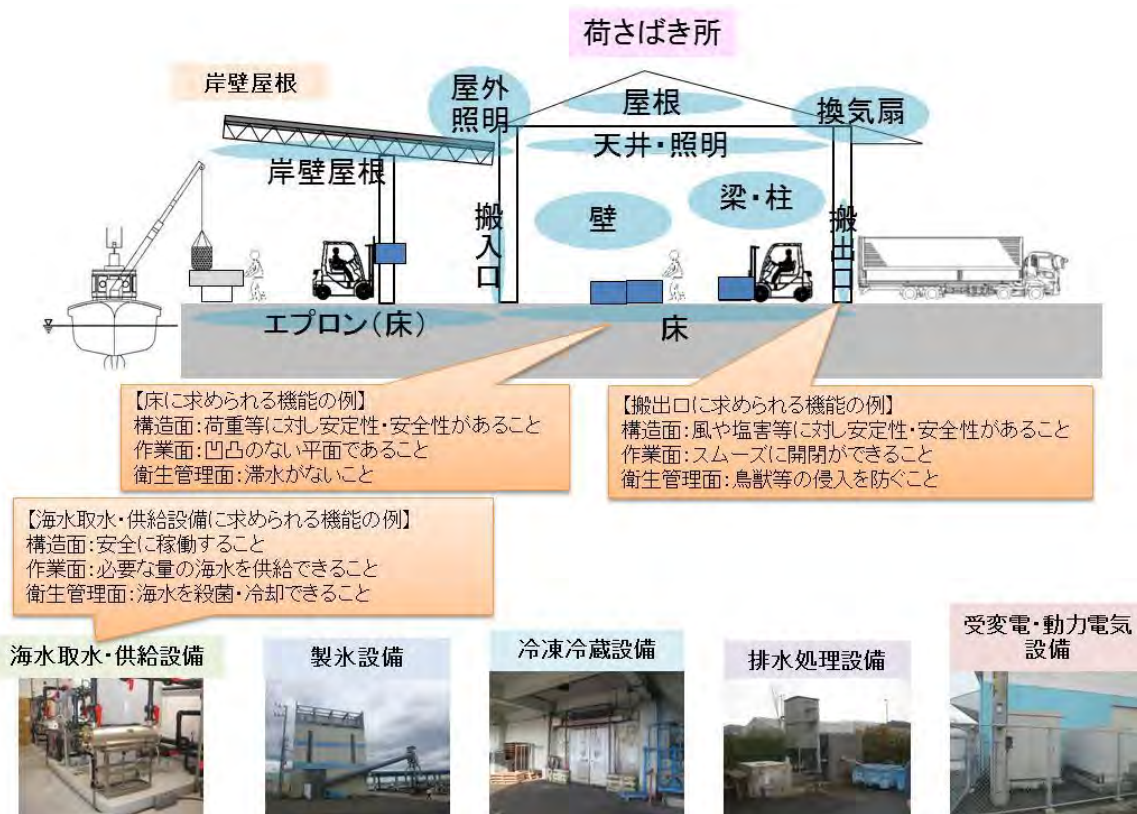 荷さばき所
岸壁屋根
屋外
照明
屋根
換気扇
天井・照明
岸壁屋根
搬入口
壁
梁・柱
搬出口
エプロン(床)
床
【床に求められる機能の例】
構造面:荷重等に対し安定性・安全性があること
作業面:凹凸のない平面であること
衛生管理面:滞水がないこと
【搬出口に求められる機能の例】
構造面:風や塩害等に対し安定性・安全性があること
作業面:スムーズに開閉ができること
衛生管理面:鳥獣等の侵入を防ぐこと
【海水取水・供給設備に求められる機能の例】
構造面:安全に稼働すること
作業面:必要な量の海水を供給できること
衛生管理面:海水を殺菌・冷却できること
海水取水・供給設備
製氷設備
冷凍冷蔵設備
排水処理設備
受変電・動力電気
設備